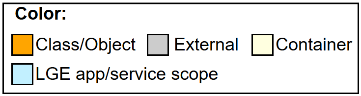 Color:
Class/Object External Container
LGE app/service scope